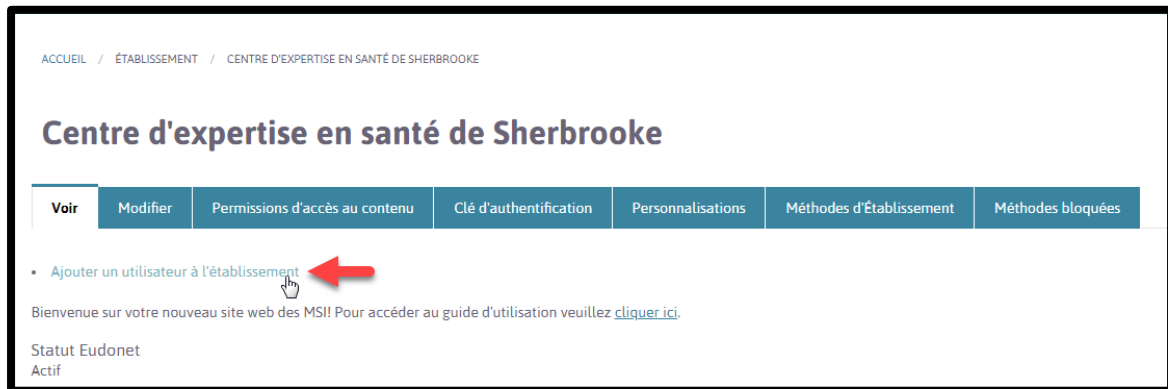 ACCUEIL / ÉTABLISSEMENT / CENTRE D'EXPERTISE EN SANTÉ DE SHERBROOKE
Centre d'expertise en santé de Sherbrooke
Voir Modifier Permissions d'accès au contenu Clé d'authentification Personnalisations Méthodes d'Établissement Méthodes bloquées
• Ajouter un utilisateur à l'établissement
Bienvenue sur votre nouveau site web des MSI! Pour accéder au guide d'utilisation veuillez cliquer ici.
Statut Eudonet
Actif